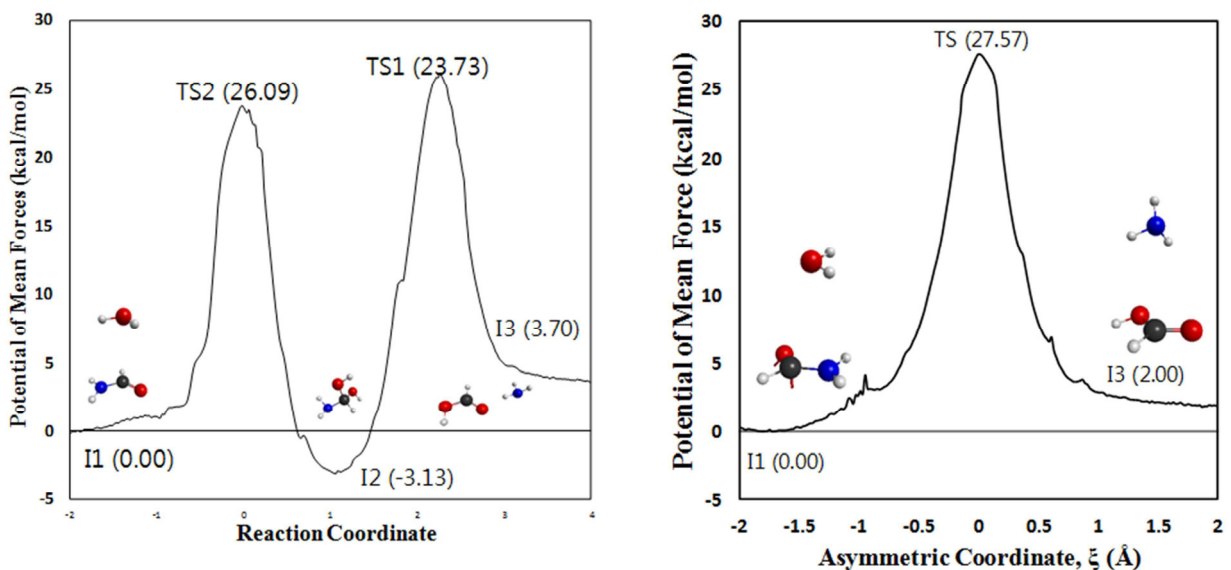 Potential of Mean Forces (kcal/mol)
30
25
20
15
10
5
0
-5
TS2 (26.09)
TS1 (23.73)
I3 (3.70)
I1 (0.00)
I2 (-3.13)
-2
-1
0
1
2
3
4
Reaction Coordinate
Potential of Mean Force (kcal/mol)
30
25
20
15
10
5
0
-5
TS (27.57)
I3 (2.00)
I1 (0.00)
-2
-1.5
-1
-0.5
0
0.5
1
1.5
2
Asymmetric Coordinate, ξ (Å)